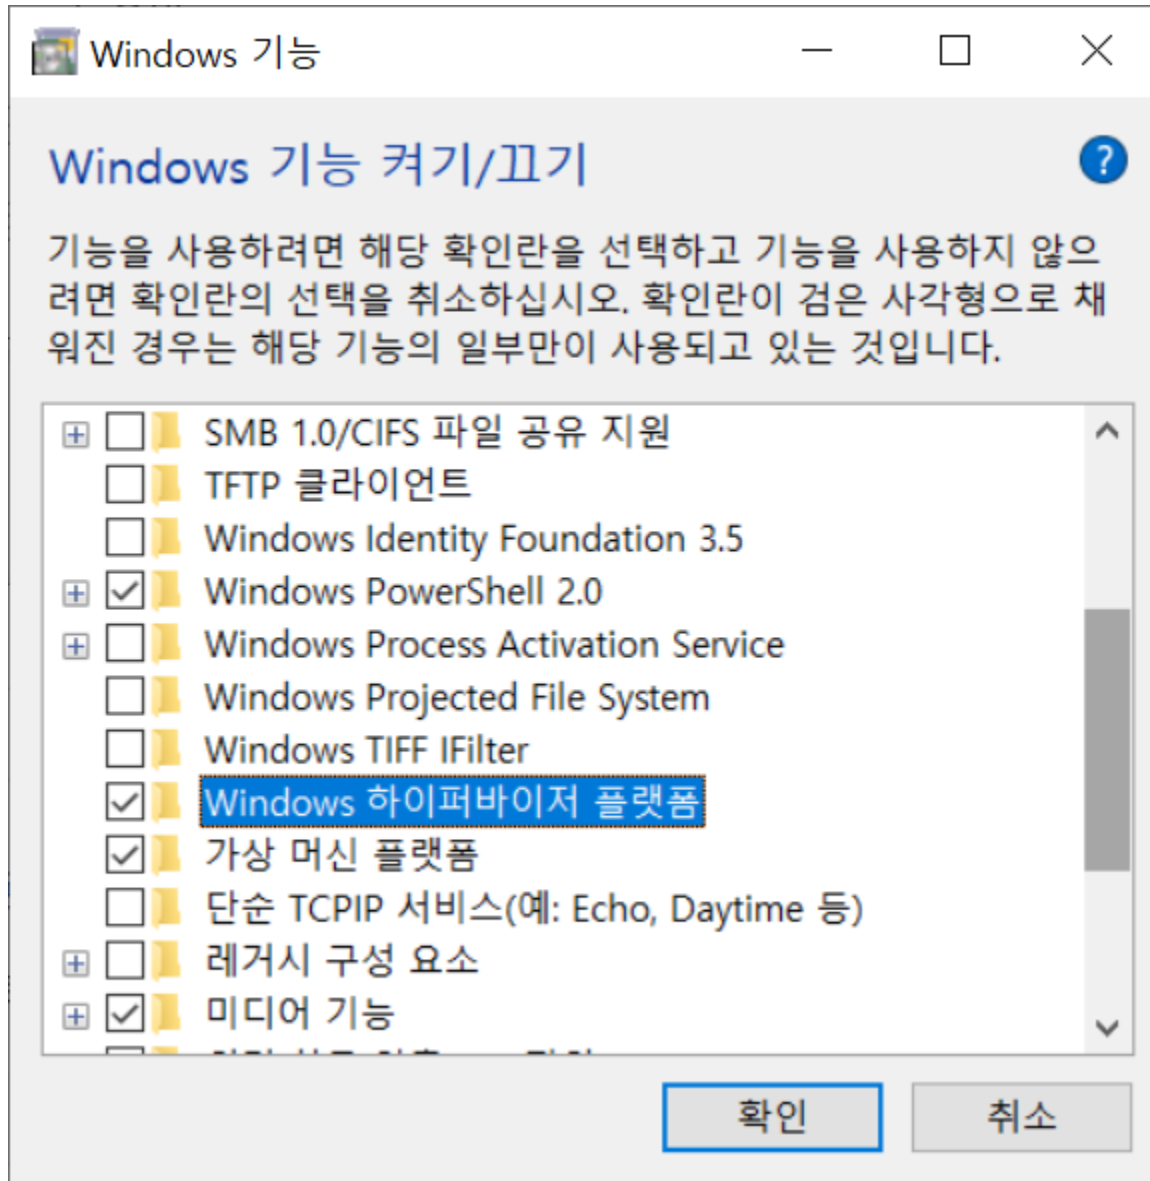 Windows 기능
Windows 기능 켜기/끄기
기능을 사용하려면 해당 확인란을 선택하고 기능을 사용하지 않으
려면 확인란의 선택을 취소하십시오. 확인란이 검은 사각형으로 채
워진 경우는 해당 기능의 일부만이 사용되고 있는 것입니다.
SMB 1.0/CIFS 파일 공유 지원
TFTP 클라이언트
Windows Identity Foundation 3.5
Windows PowerShell 2.0
Windows Process Activation Service
Windows Projected File System
Windows TIFF IFilter
Windows 하이퍼바이저 플랫폼
가상 머신 플랫폼
단순 TCPIP 서비스(예: Echo, Daytime 등)
레거시 구성 요소
미디어 기능
확인 취소